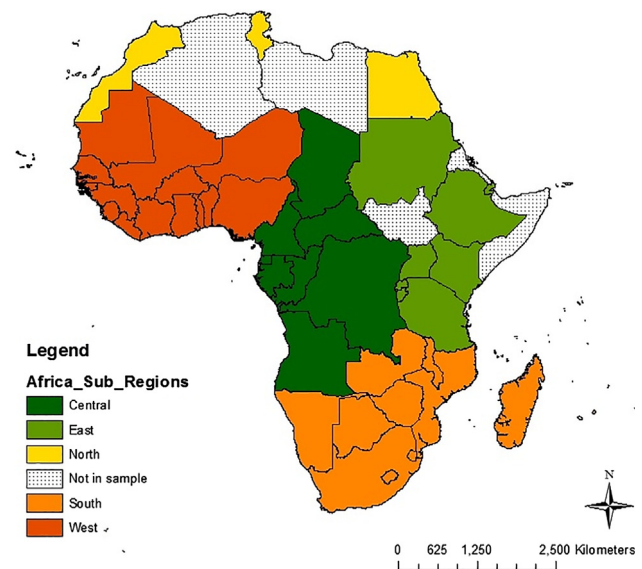 Legend
Africa_Sub_Regions
Central
East
North
Not in sample
South
West
N
0 625 1,250 2,500 Kilometers